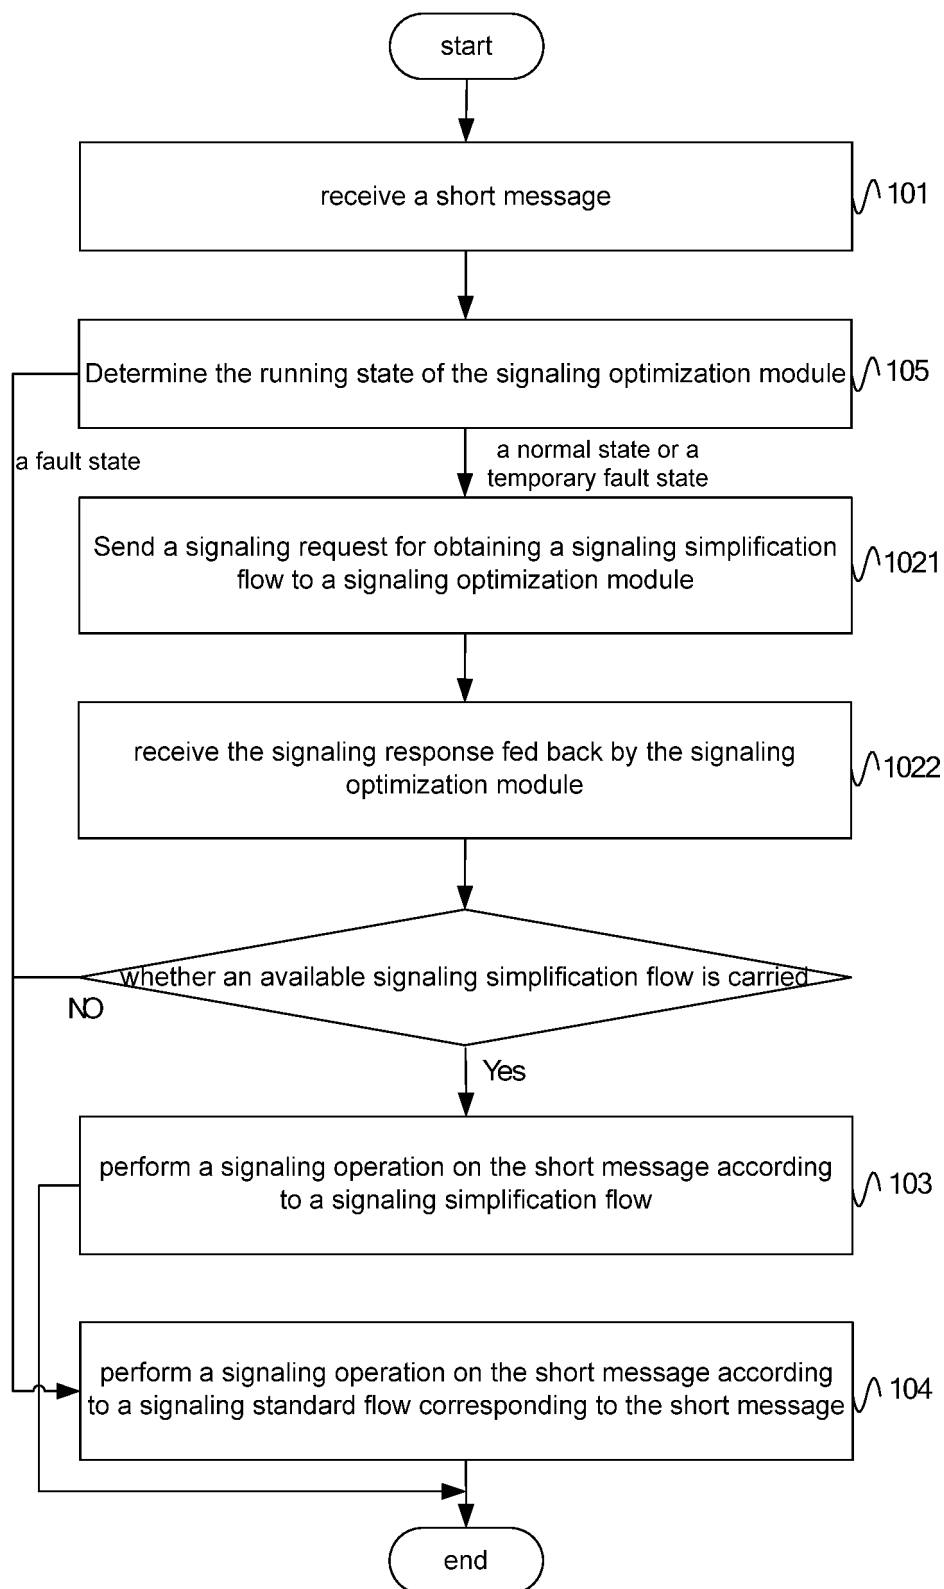 start
receive a short message
101
Determine the running state of the signaling optimization module
105
a fault state
a normal state or a
temporary fault state
Send a signaling request for obtaining a signaling simplification
flow to a signaling optimization module
1021
receive the signaling response fed back by the signaling
optimization module
1022
whether an available signaling simplification flow is carried
NO
Yes
perform a signaling operation on the short message according
to a signaling simplification flow
103
perform a signaling operation on the short message according
to a signaling standard flow corresponding to the short message
104
end